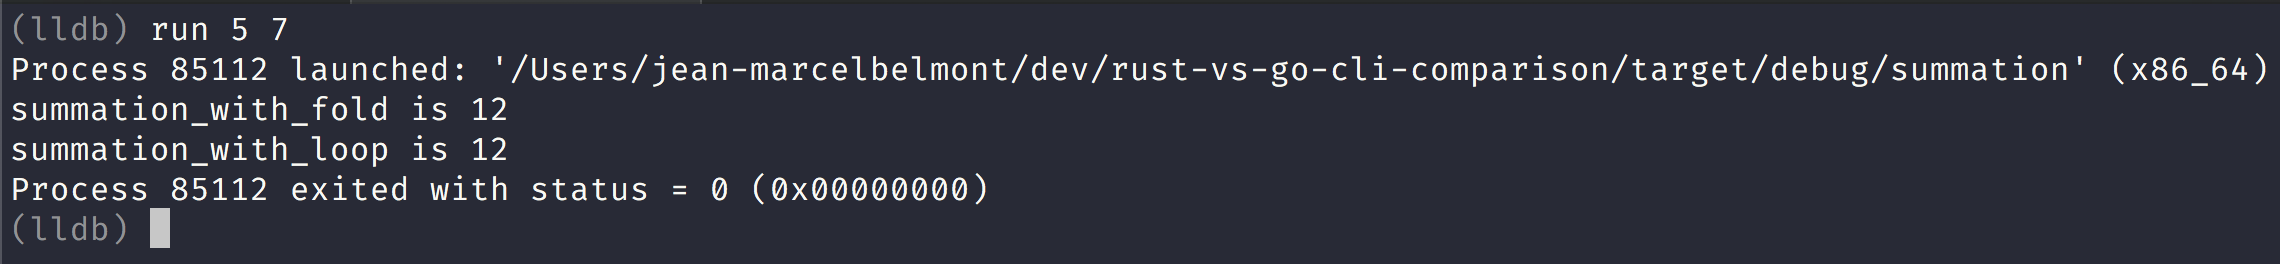 (lldb) run 5 7
Process 85112 launched: '/Users/jean-marcelbelmont/dev/rust-vs-go-cli-comparison/target/debug/summation' (x86_64)
summation_with_fold is 12
summation_with_loop is 12
Process 85112 exited with status = 0 (0x00000000)
(lldb)